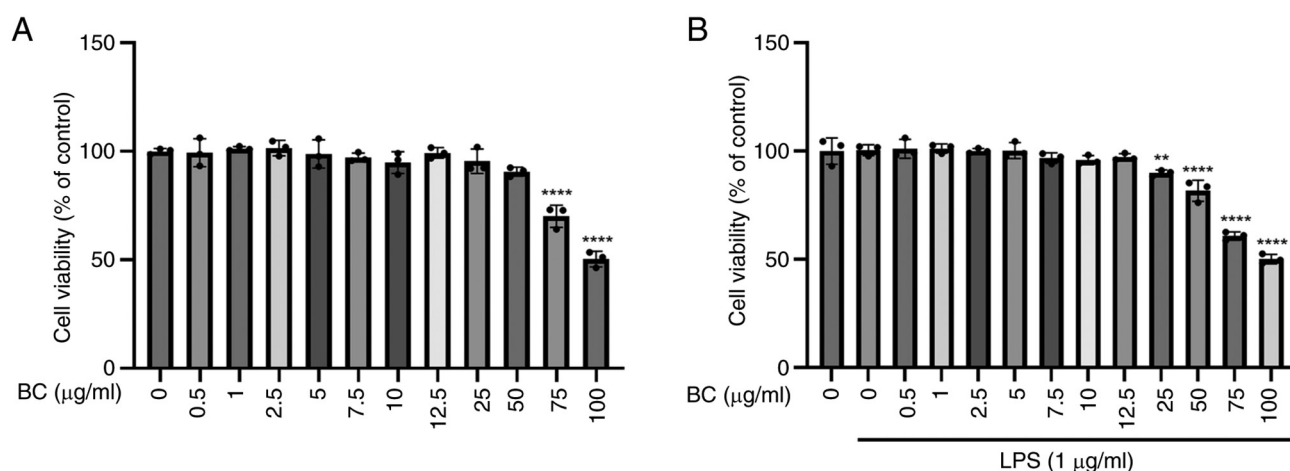 A
B
150
100
50
0
Cell viability (% of control)
****
****
BC (μg/ml)
0 0.5 1 2.5 5 7.5 10 12.5 25 50 75 100
150
100
50
0
Cell viability (% of control)
**
****
****
****
BC (μg/ml)
0 0 0.5 1 2.5 5 7.5 10 12.5 25 50 75 100
LPS (1 μg/ml)